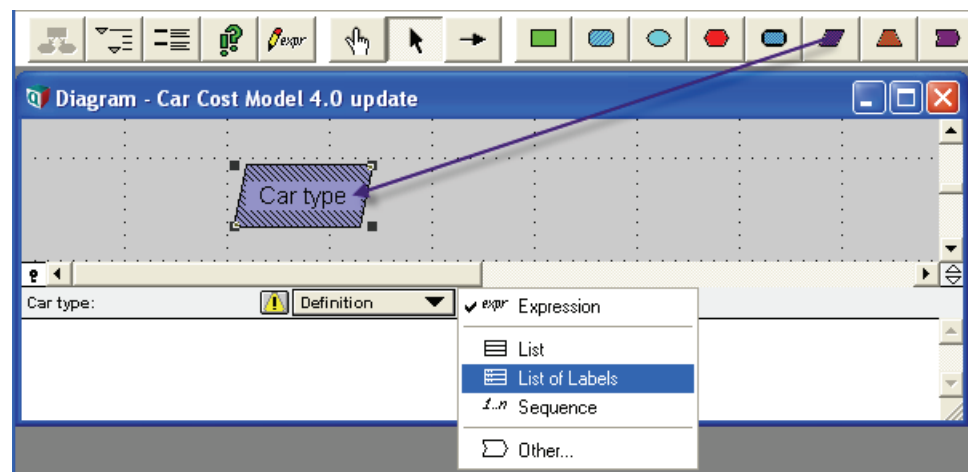 expr
Diagram - Car Cost Model 4.0 update
Car type
Car type:
Definition
expr Expression
List
List of Labels
1..n Sequence
Other...